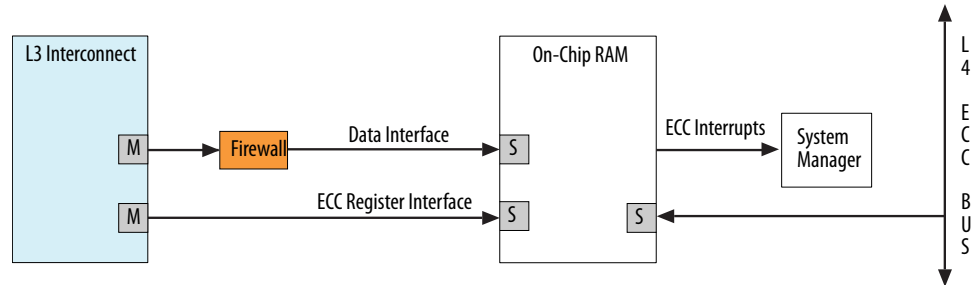 L3 Interconnect
On-Chip RAM
M
Firewall
Data Interface
S
ECC Interrupts
System
Manager
M
ECC Register Interface
S
S
L
4
E
C
C
B
U
S